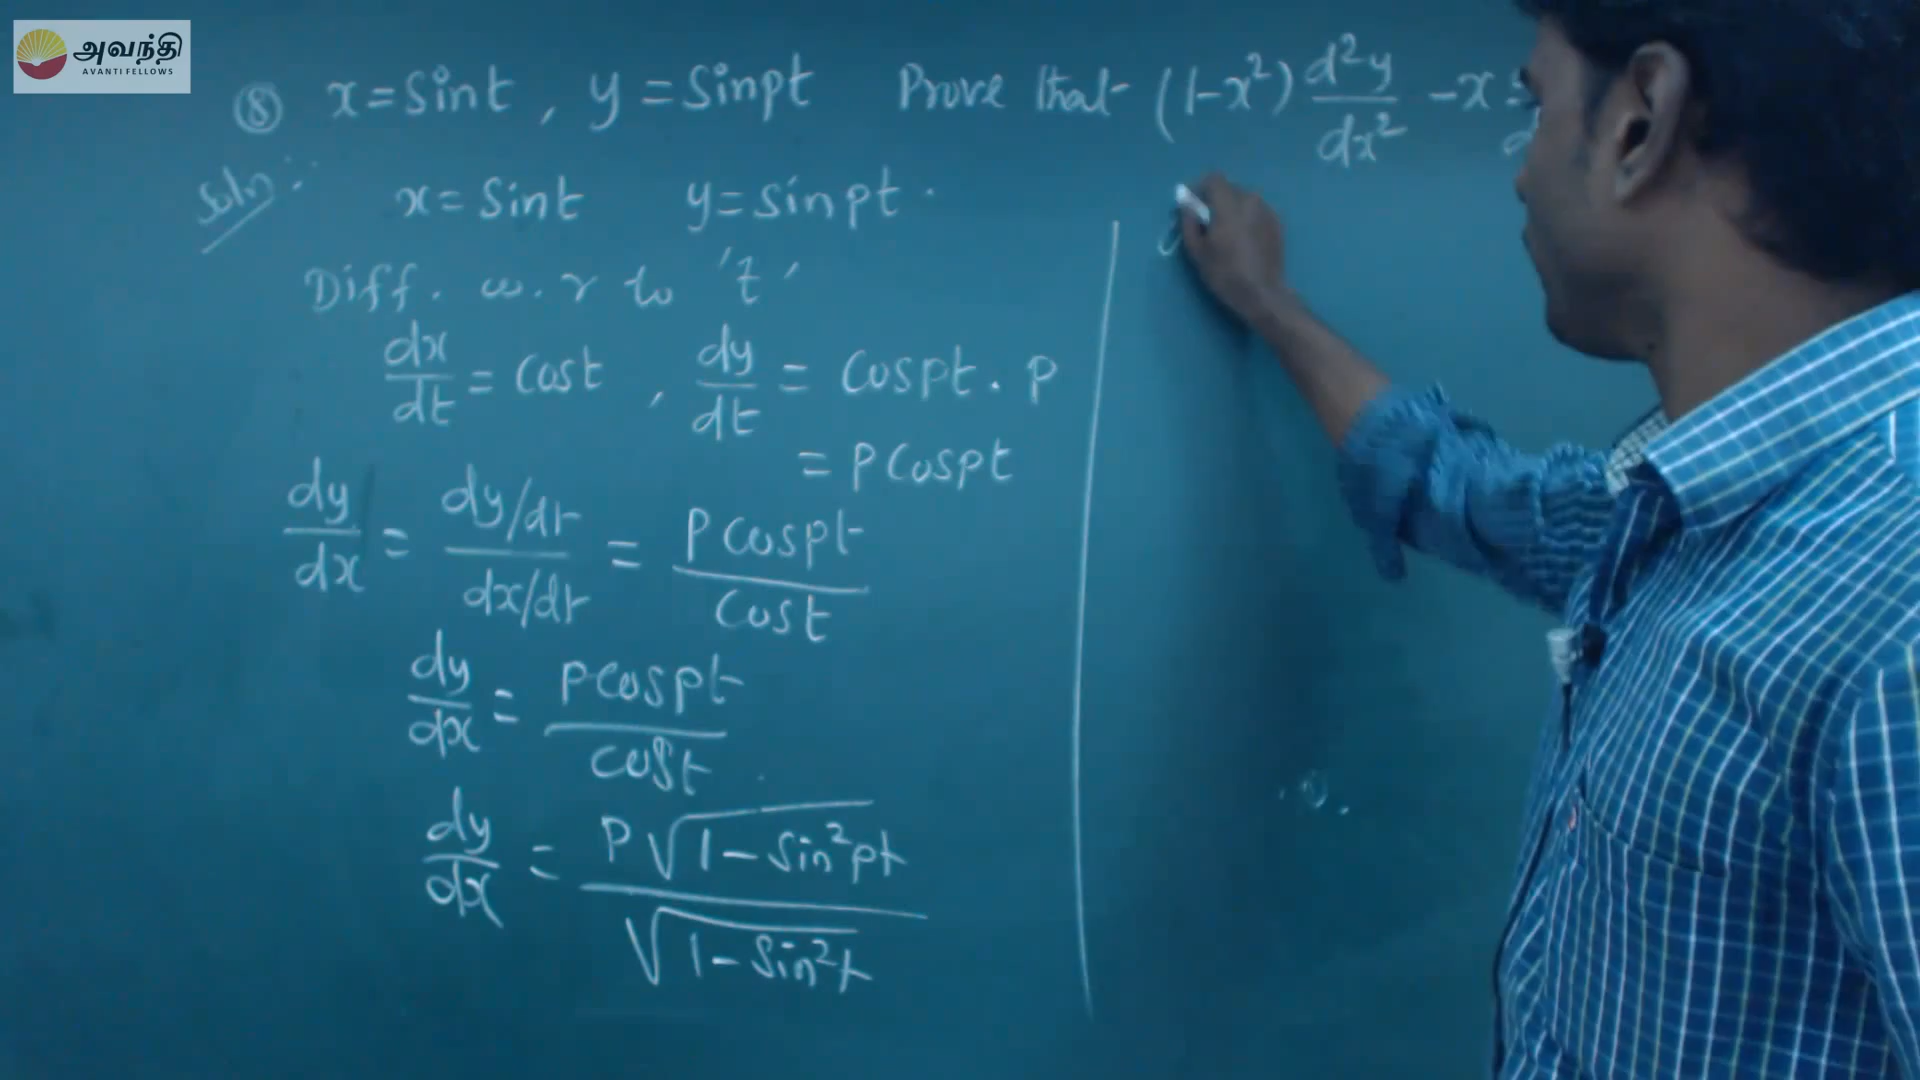 அவந்தி
AVANTI FELLOWS
⑧ x = Sint , y = Sinpt Prove that (1-x²) d²y/dx² - x
Soln:
x = Sint y = sinpt .
Diff. w.r to 't'
dx/dt = Cost , dy/dt = Cospt . P
= P Cospt
dy/dx = (dy/dt)/(dx/dt) = P Cospt / Cost
dy/dx = P Cospt / Cost
dy/dx = P√(1 - Sin²pt) / √(1 - Sin²t)